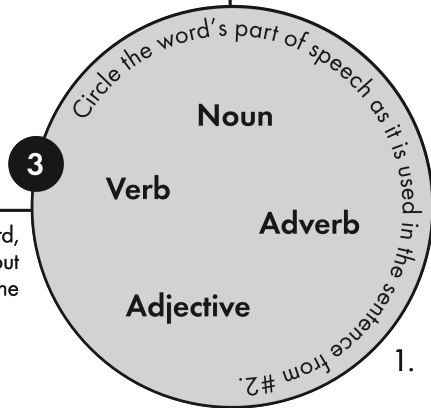 Circle the word's part of speech as it is used in the sentence from #2.
Noun
3
Verb
Adverb
Adjective
1.